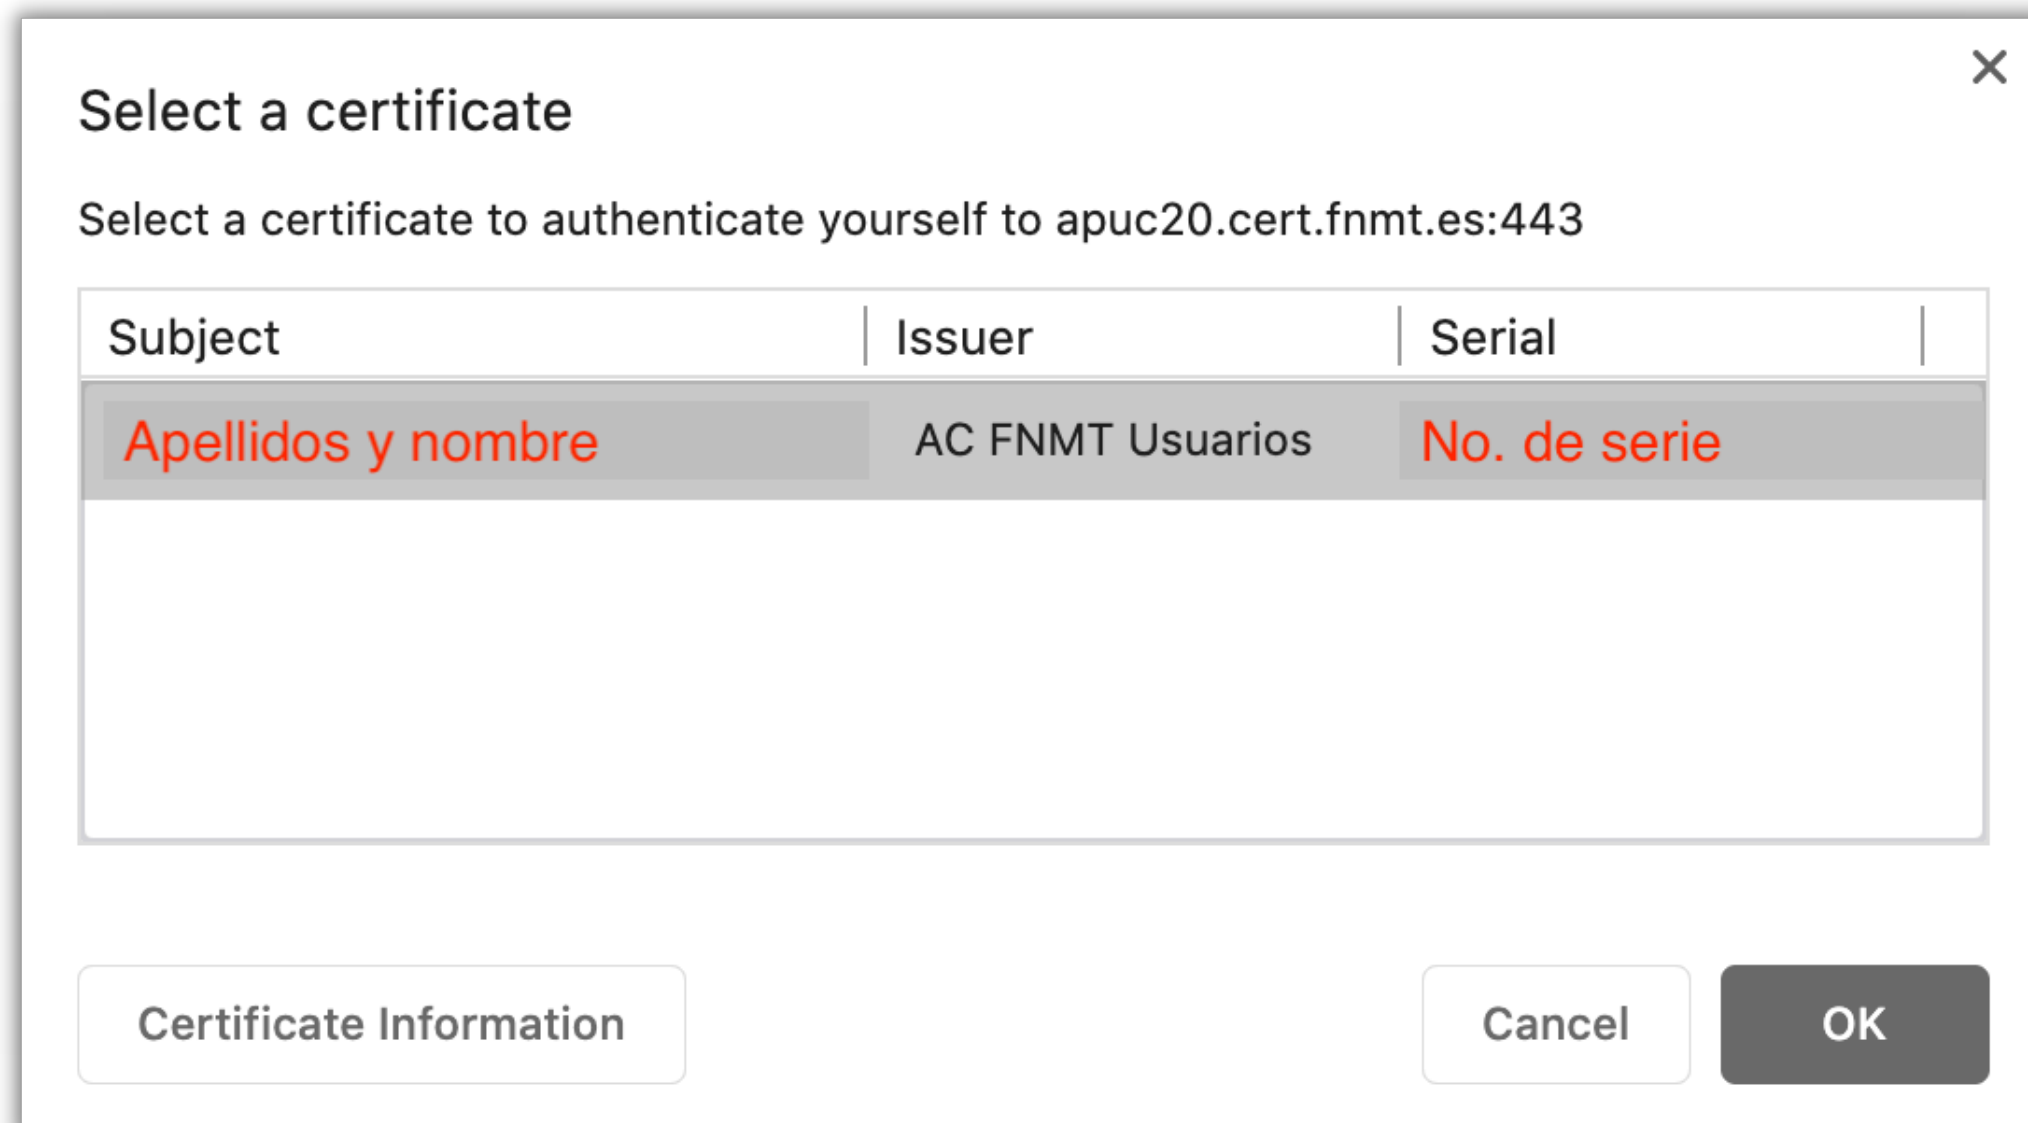 Select a certificate
Select a certificate to authenticate yourself to apuc20.cert.fnmt.es:443
Subject Issuer Serial
Apellidos y nombre AC FNMT Usuarios No. de serie
Certificate Information Cancel OK